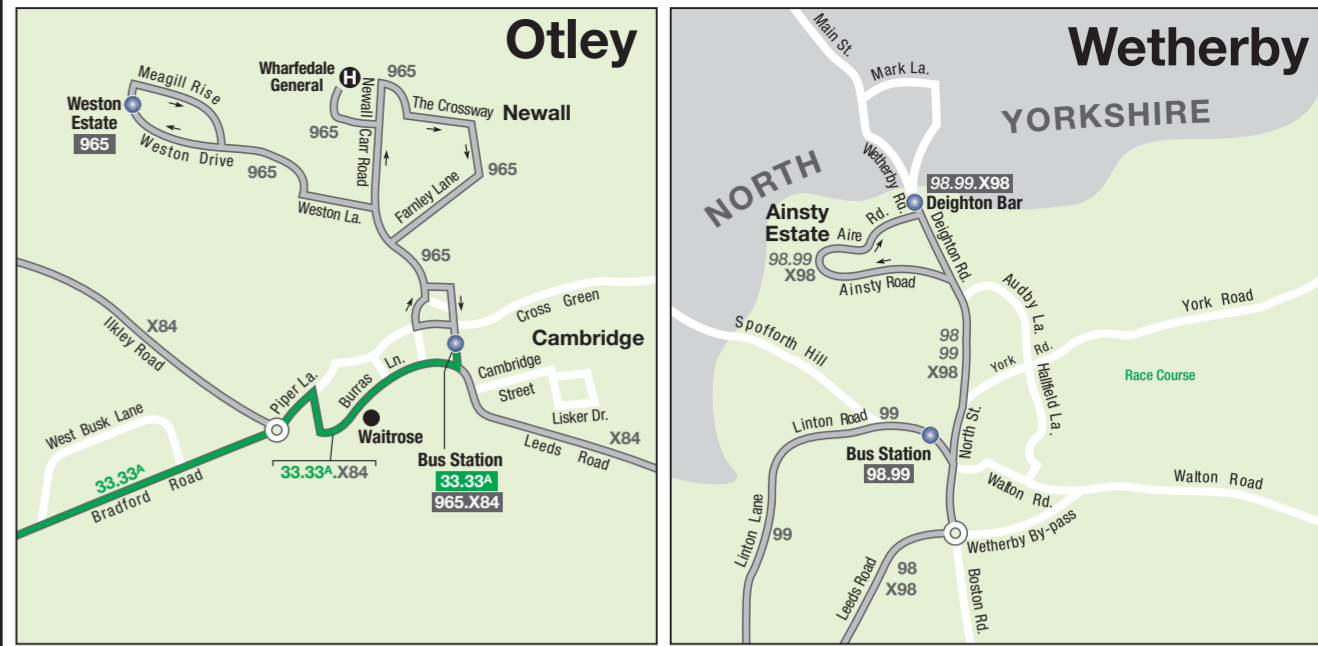 Otley
Meagill Rise
Weston
Estate
965
Weston Drive
965
Wharfedale
General
H
965
965
Newall Carr Road
The Crossway
Newall
965
Farnley Lane
Weston La.
965
Cross Green
Cambridge
Cambridge
Street
Lisker Dr.
X84
Ilkley Road
Piper La.
Burras Ln.
Waitrose
West Busk Lane
33.33A
Bradford Road
33.33A.X84
Bus Station
33.33A
965.X84
Leeds Road
X84
Wetherby
Main St.
Mark La.
NORTH YORKSHIRE
Wetherby Rd.
98.99.X98
Deighton Bar
Ainsty
Estate
Aire Rd.
98.99
X98
Ainsty Road
Deighton Rd.
Audby La.
York Road
Spofforth Hill
98
99
X98
York Rd.
Hallfield La.
Race Course
Linton Road
99
North St.
Bus Station
98.99
Walton Rd.
Walton Road
Linton Lane
99
Wetherby By-pass
Leeds Road
98
X98
Boston Rd.